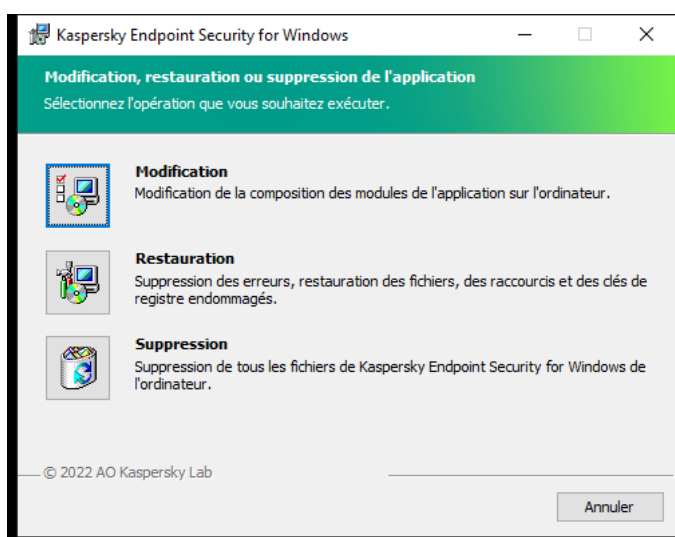 Kaspersky Endpoint Security for Windows
Modification, restauration ou suppression de l'application
Sélectionnez l'opération que vous souhaitez exécuter.
Modification
Modification de la composition des modules de l'application sur l'ordinateur.
Restauration
Suppression des erreurs, restauration des fichiers, des raccourcis et des clés de
registre endommagés.
Suppression
Suppression de tous les fichiers de Kaspersky Endpoint Security for Windows de
l'ordinateur.
© 2022 AO Kaspersky Lab
Annuler